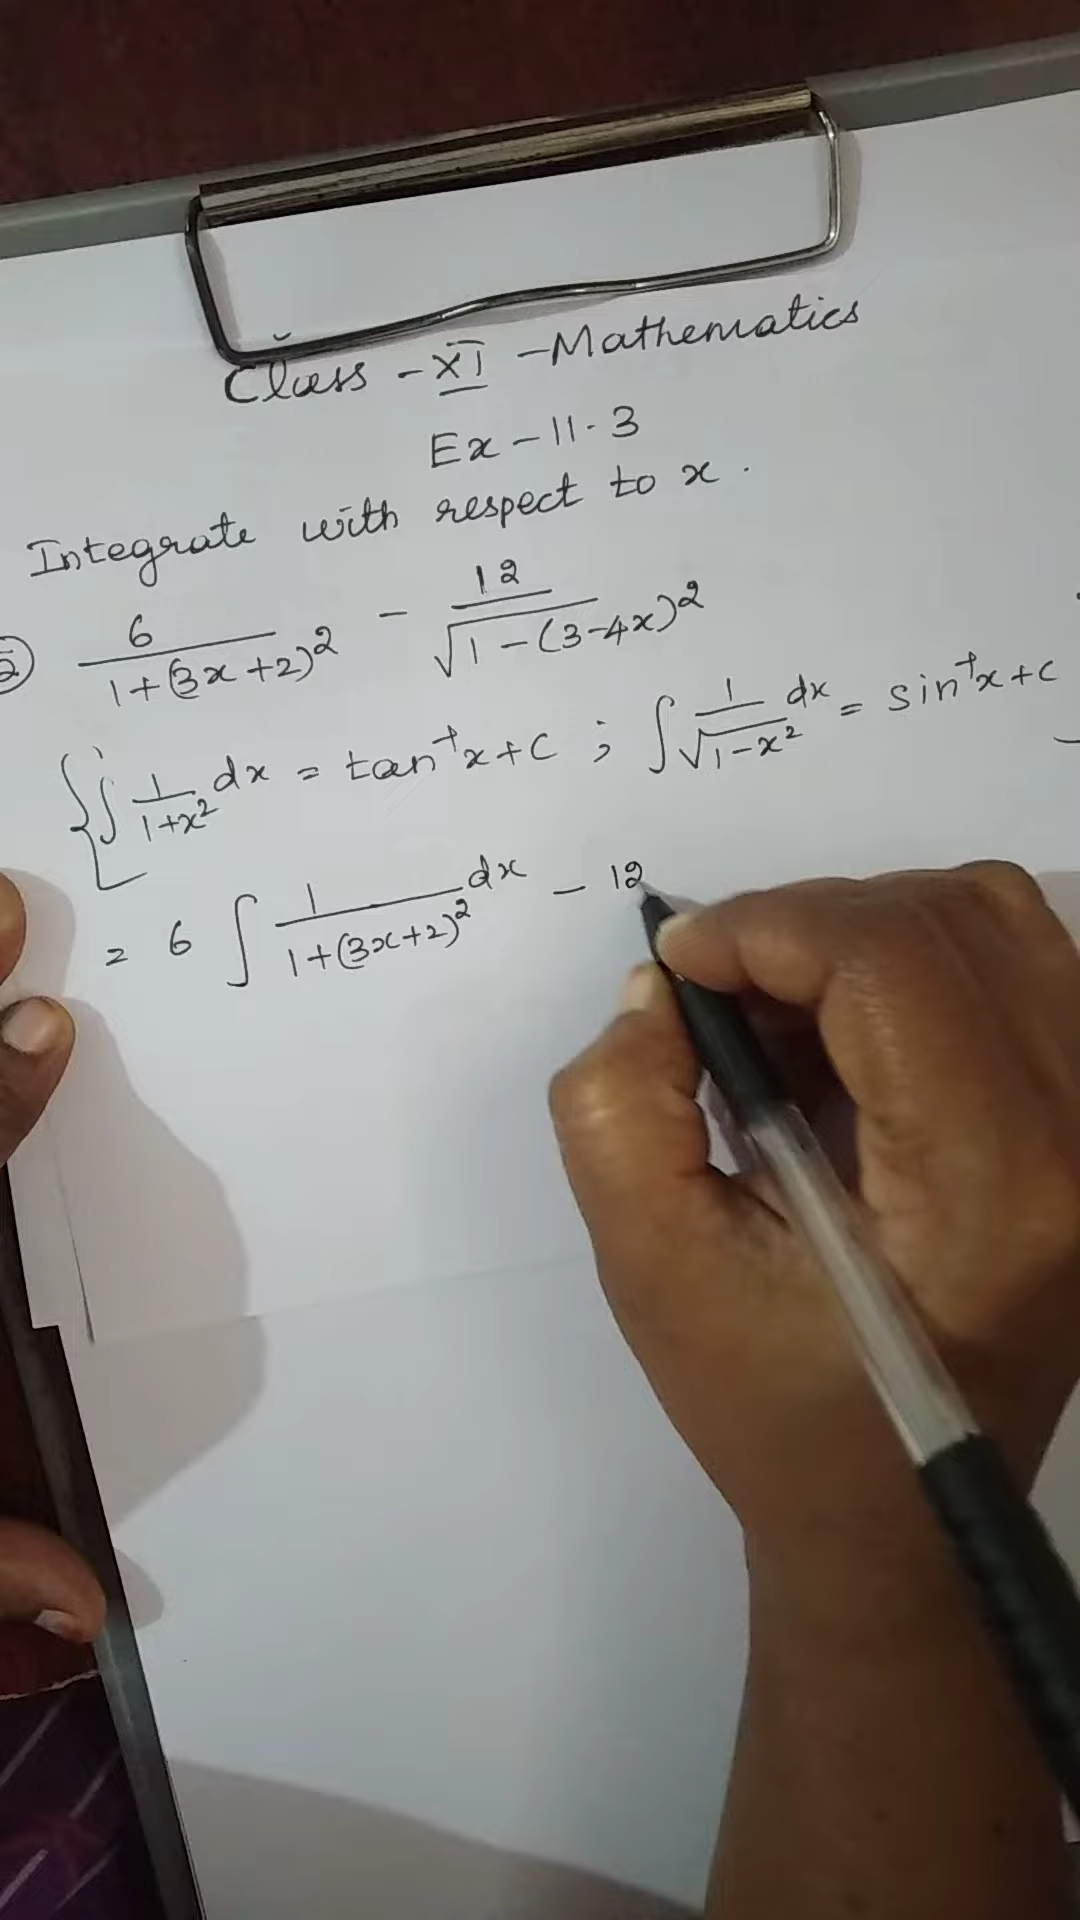 Class - XI - Mathematics
Ex - 11.3
Integrate with respect to x.
② 6/(1+(3x+2)²) - 12/√(1-(3-4x)²)
{∫ 1/(1+x²) dx = tan⁻¹x+c ; ∫ 1/√(1-x²) dx = sin⁻¹x+c
= 6 ∫ 1/(1+(3x+2)²) dx - 12